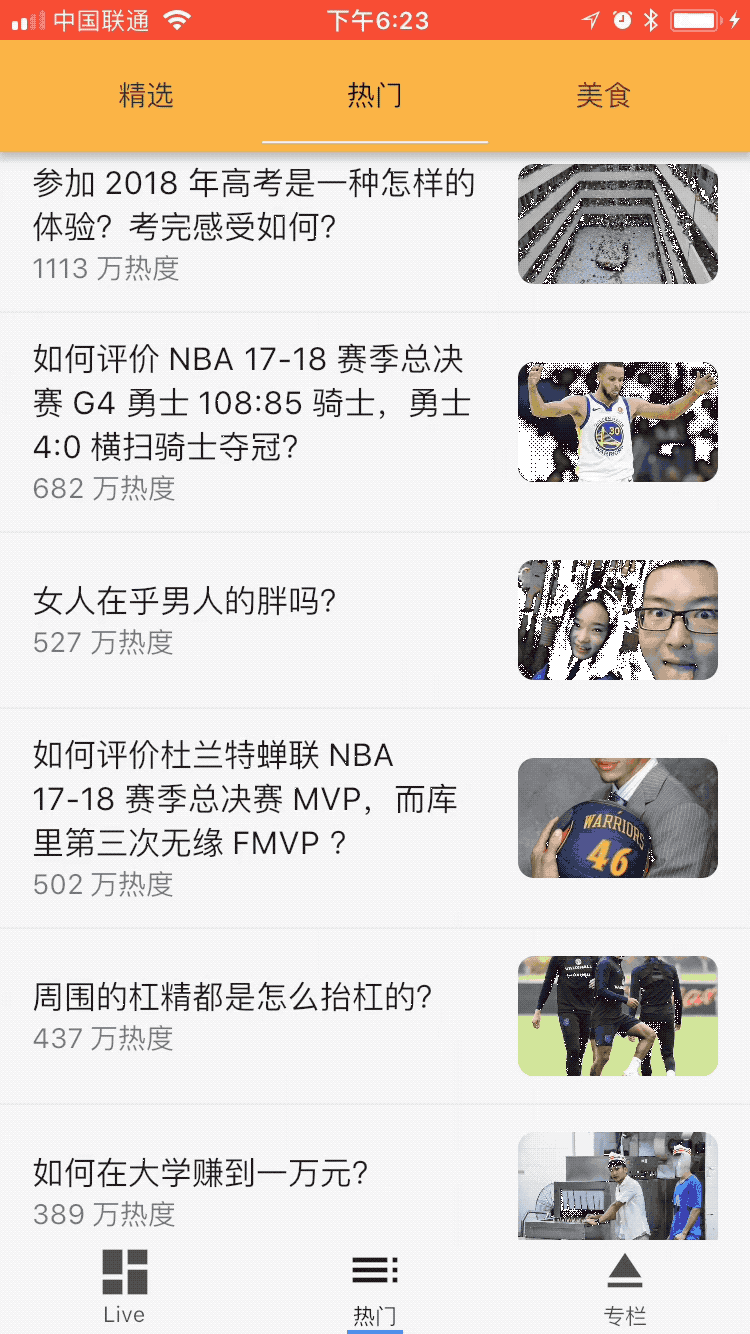 中国联通 下午6:23
精选 热门 美食
参加 2018 年高考是一种怎样的
体验？考完感受如何？
1113 万热度
如何评价 NBA 17-18 赛季总决
赛 G4 勇士 108:85 骑士，勇士
4:0 横扫骑士夺冠？
30
WARRIORS
682 万热度
女人在乎男人的胖吗？
527 万热度
如何评价杜兰特蝉联 NBA
17-18 赛季总决赛 MVP，而库
里第三次无缘 FMVP ？
WARRIORS
46
502 万热度
周围的杠精都是怎么抬杠的？
437 万热度
如何在大学赚到一万元？
389 万热度
Live 热门 专栏